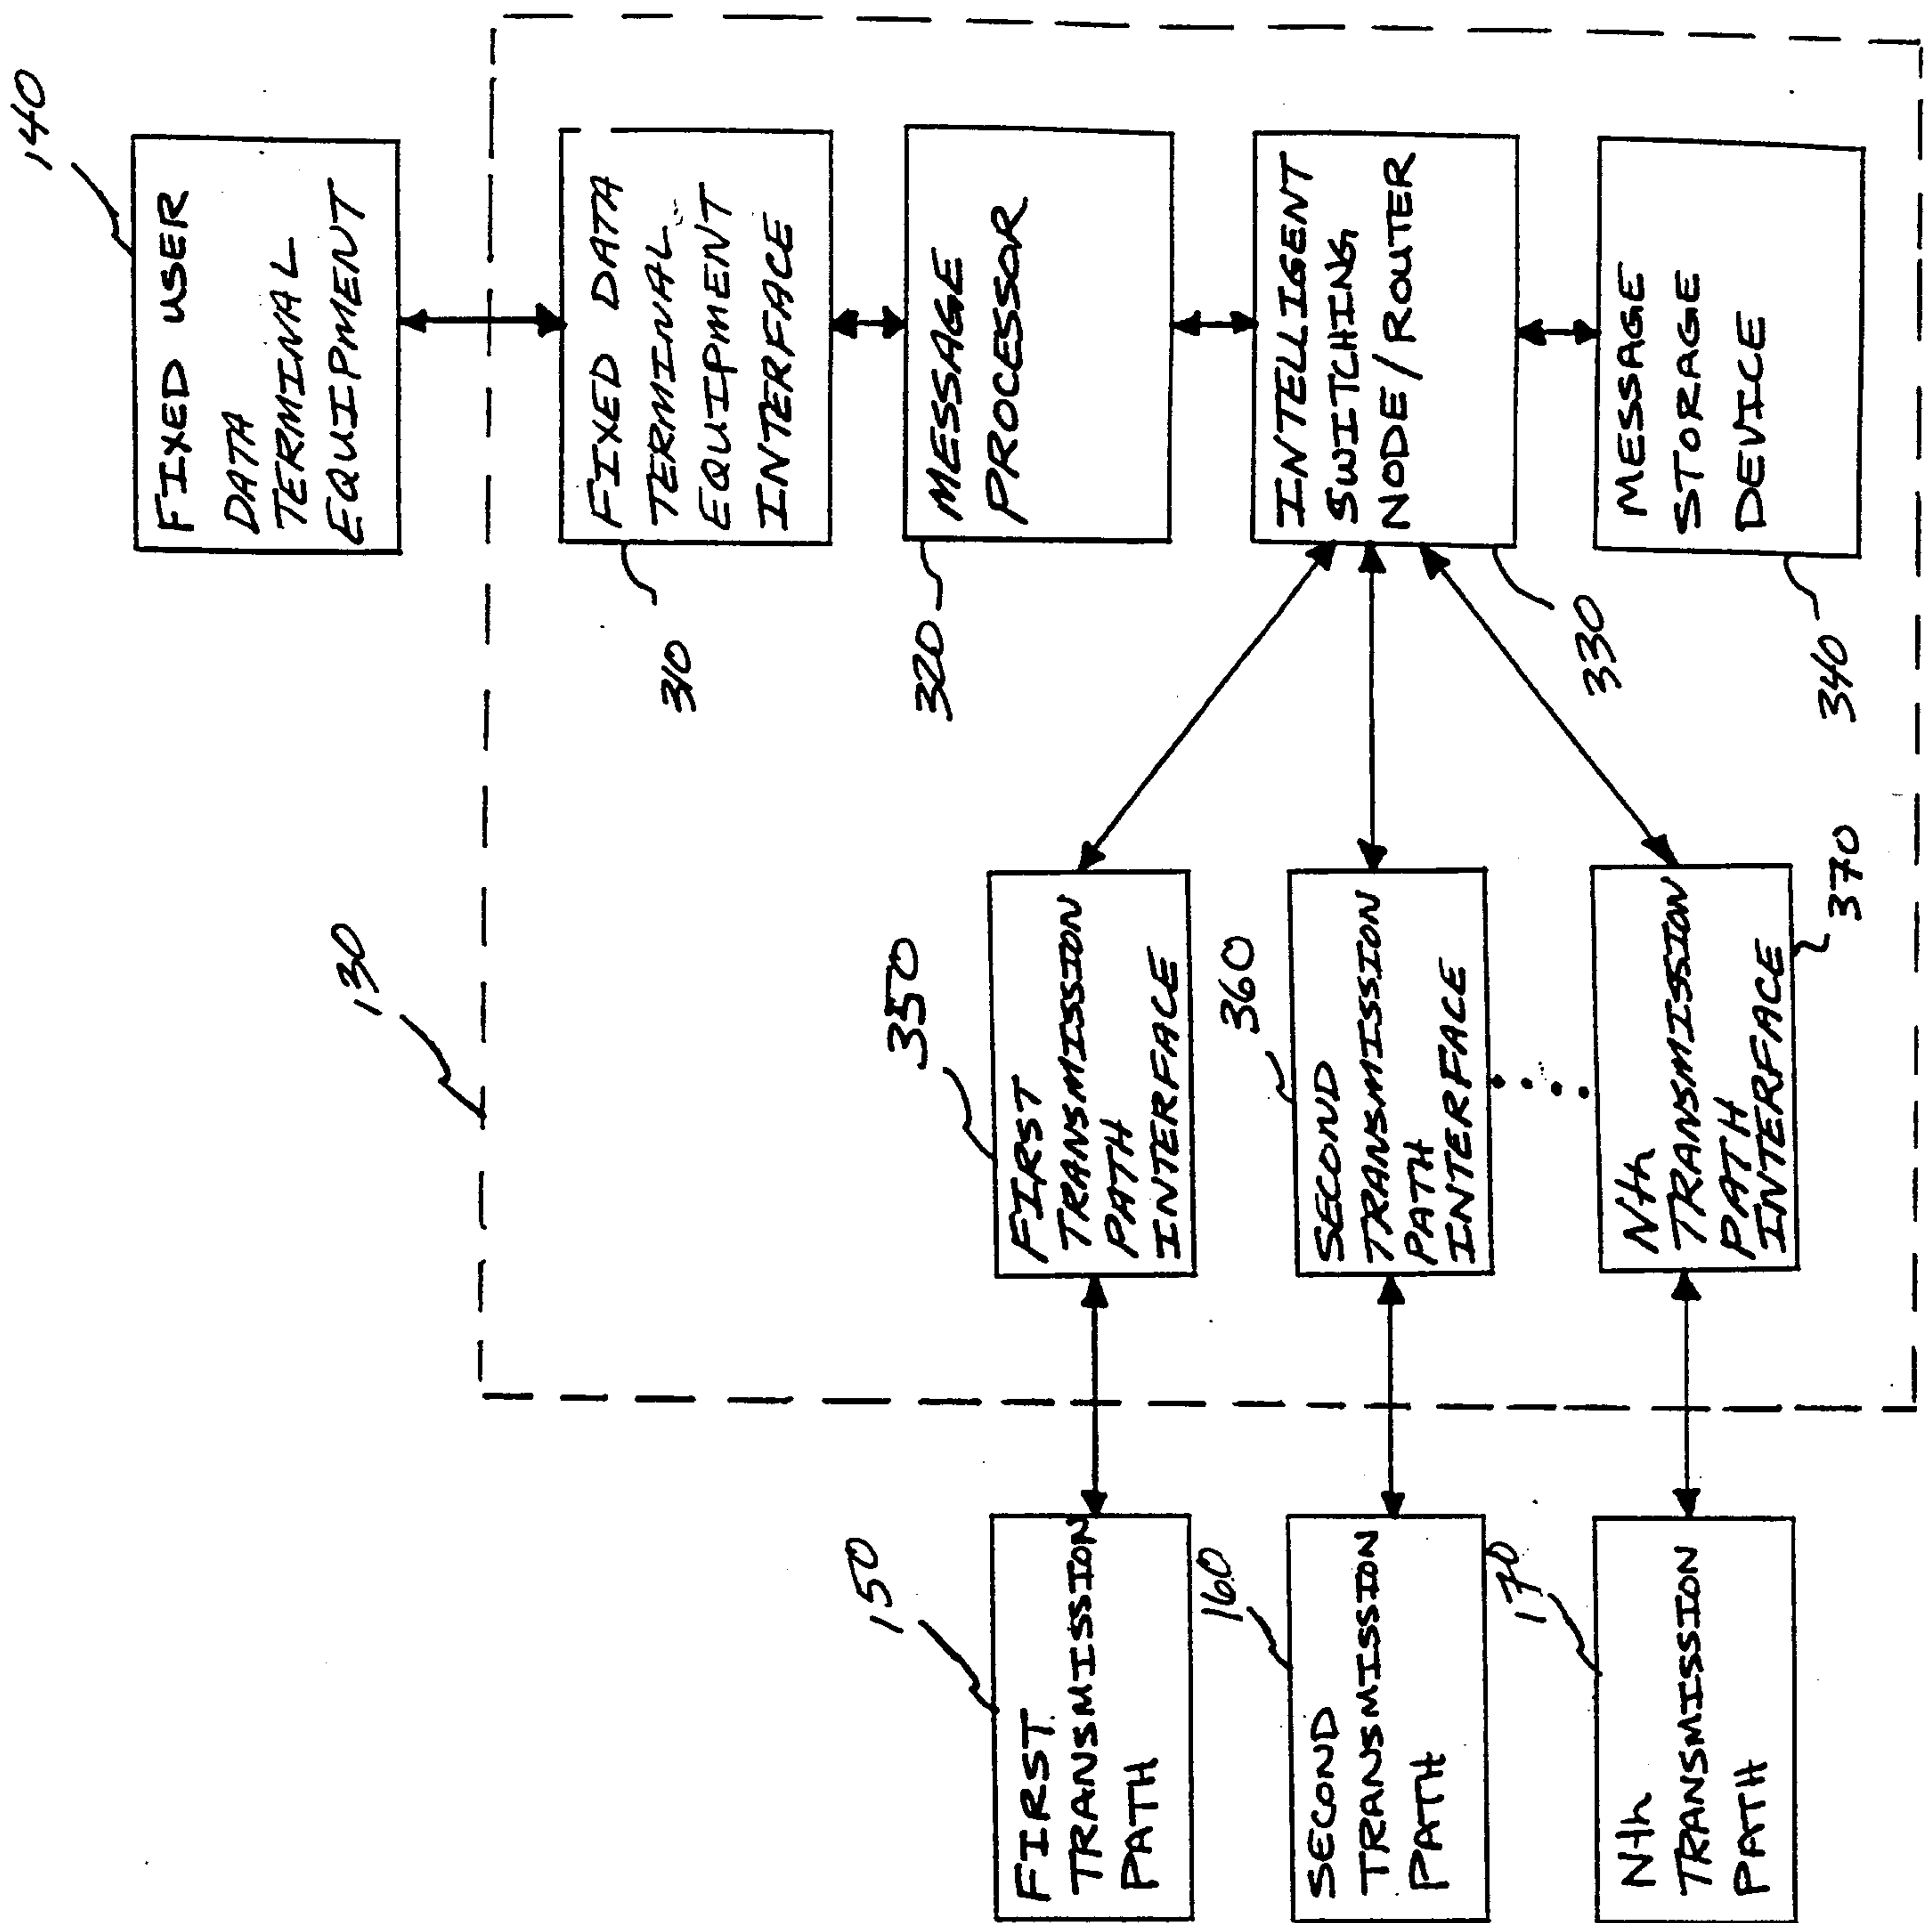 140
FIXED USER
DATA
TERMINAL
EQUIPMENT
130
310
FIXED DATA
TERMINAL
EQUIPMENT
INTERFACE
320
MESSAGE
PROCESSOR
330
INTELLIGENT
SWITCHING
NODE/ROUTER
340
MESSAGE
STORAGE
DEVICE
350
FIRST
TRANSMISSION
PATH
INTERFACE
360
SECOND
TRANSMISSION
PATH
INTERFACE
370
Nth
TRANSMISSION
PATH
INTERFACE
150
FIRST
TRANSMISSION
PATH
160
SECOND
TRANSMISSION
PATH
170
Nth
TRANSMISSION
PATH